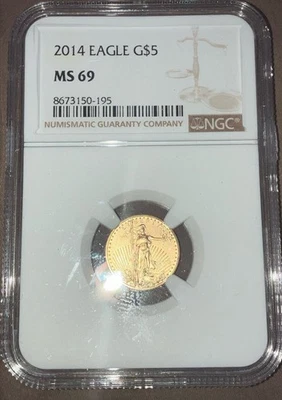 2014 EAGLE G$5
MS 69
8673150-195
NUMISMATIC GUARANTY COMPANY
NGC